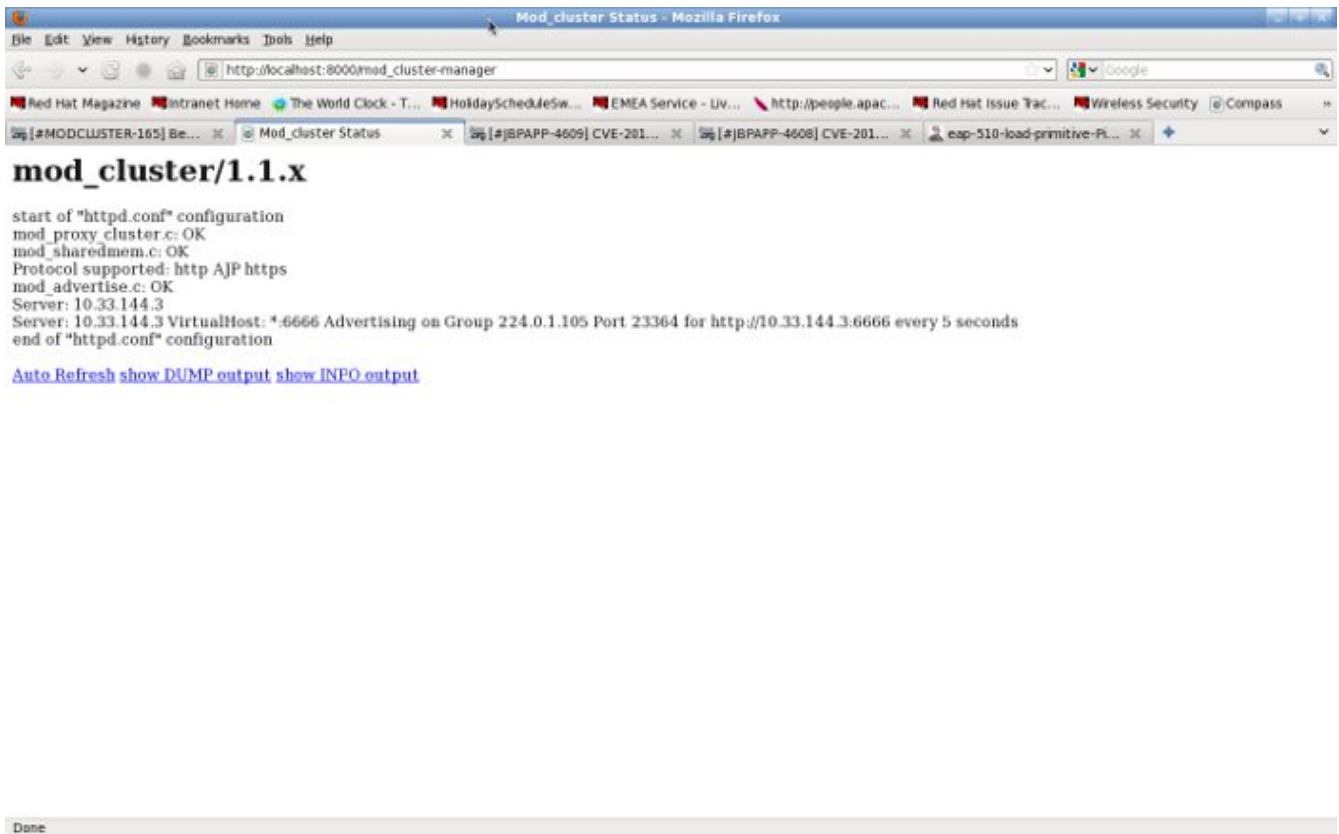 Mod_cluster Status - Mozilla Firefox
File Edit View History Bookmarks Tools Help
http://localhost:8000/mod_cluster-manager
Google
Red Hat Magazine Intranet Home The World Clock - T... HolidayScheduleSw... EMEA Service - Liv... http://people.apac... Red Hat Issue Trac... Wireless Security Compass »
[#MODCLUSTER-165] Be... Mod_cluster Status [#JBPAPP-4609] CVE-201... [#JBPAPP-4608] CVE-201... eap-510-load-primitive-Pi...
mod_cluster/1.1.x
start of "httpd.conf" configuration
mod_proxy_cluster.c: OK
mod_sharedmem.c: OK
Protocol supported: http AJP https
mod_advertise.c: OK
Server: 10.33.144.3
Server: 10.33.144.3 VirtualHost: *:6666 Advertising on Group 224.0.1.105 Port 23364 for http://10.33.144.3:6666 every 5 seconds
end of "httpd.conf" configuration
Auto Refresh show DUMP output show INFO output
Done